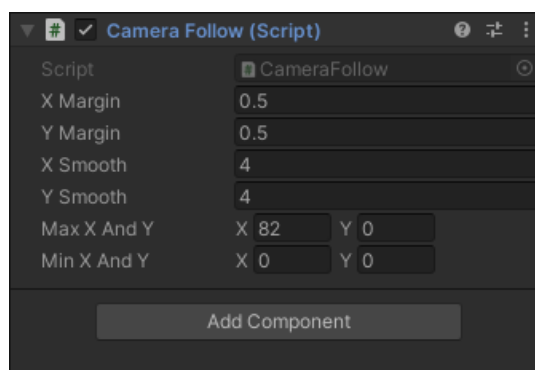 # Camera Follow (Script)
Script # CameraFollow
X Margin 0.5
Y Margin 0.5
X Smooth 4
Y Smooth 4
Max X And Y X 82 Y 0
Min X And Y X 0 Y 0
Add Component